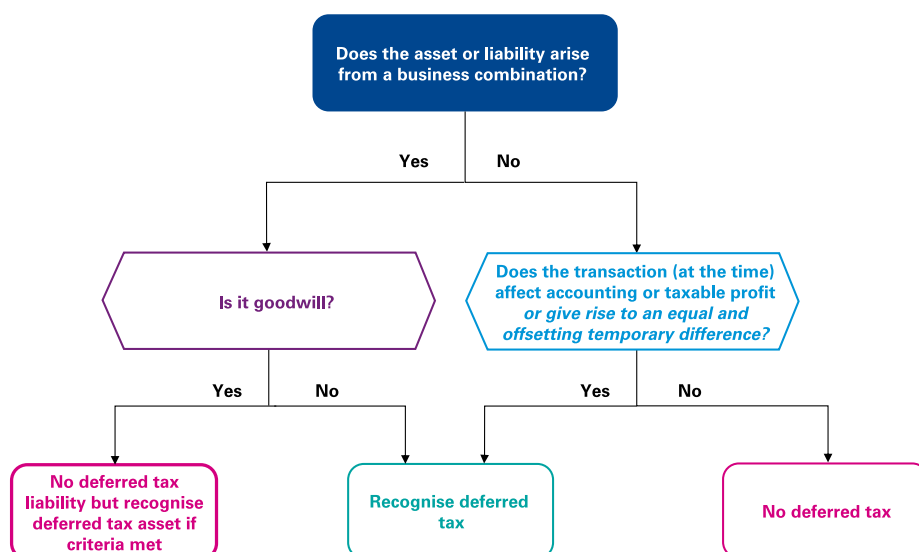 Does the asset or liability arise
from a business combination?
Yes
No
Is it goodwill?
Does the transaction (at the time)
affect accounting or taxable profit
or give rise to an equal and
offsetting temporary difference?
Yes
No
Yes
No
No deferred tax
liability but recognise
deferred tax asset if
criteria met
Recognise deferred
tax
No deferred tax